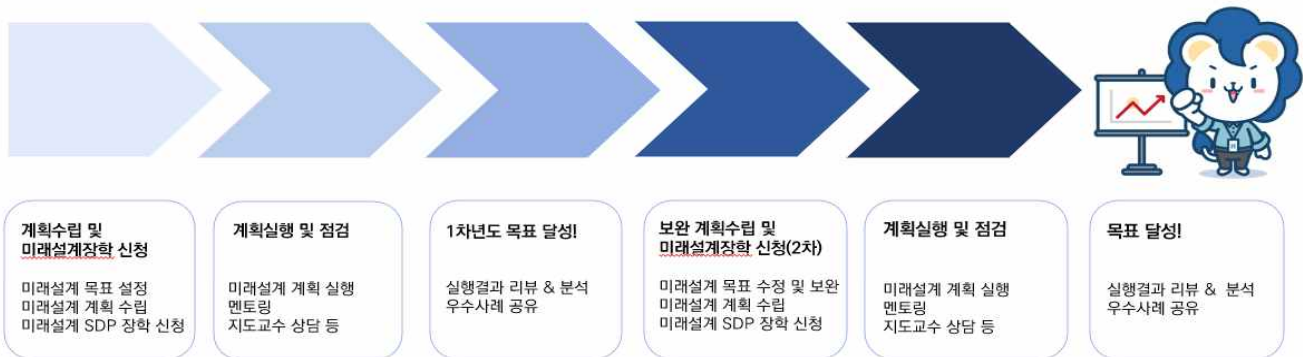 계획수립 및
미래설계장학 신청
미래설계 목표 설정
미래설계 계획 수립
미래설계 SDP 장학 신청
계획실행 및 점검
미래설계 계획 실행
멘토링
지도교수 상담 등
1차년도 목표 달성!
실행결과 리뷰 & 분석
우수사례 공유
보완 계획수립 및
미래설계장학 신청(2차)
미래설계 목표 수정 및 보완
미래설계 계획 수립
미래설계 SDP 장학 신청
계획실행 및 점검
미래설계 계획 실행
멘토링
지도교수 상담 등
목표 달성!
실행결과 리뷰 & 분석
우수사례 공유